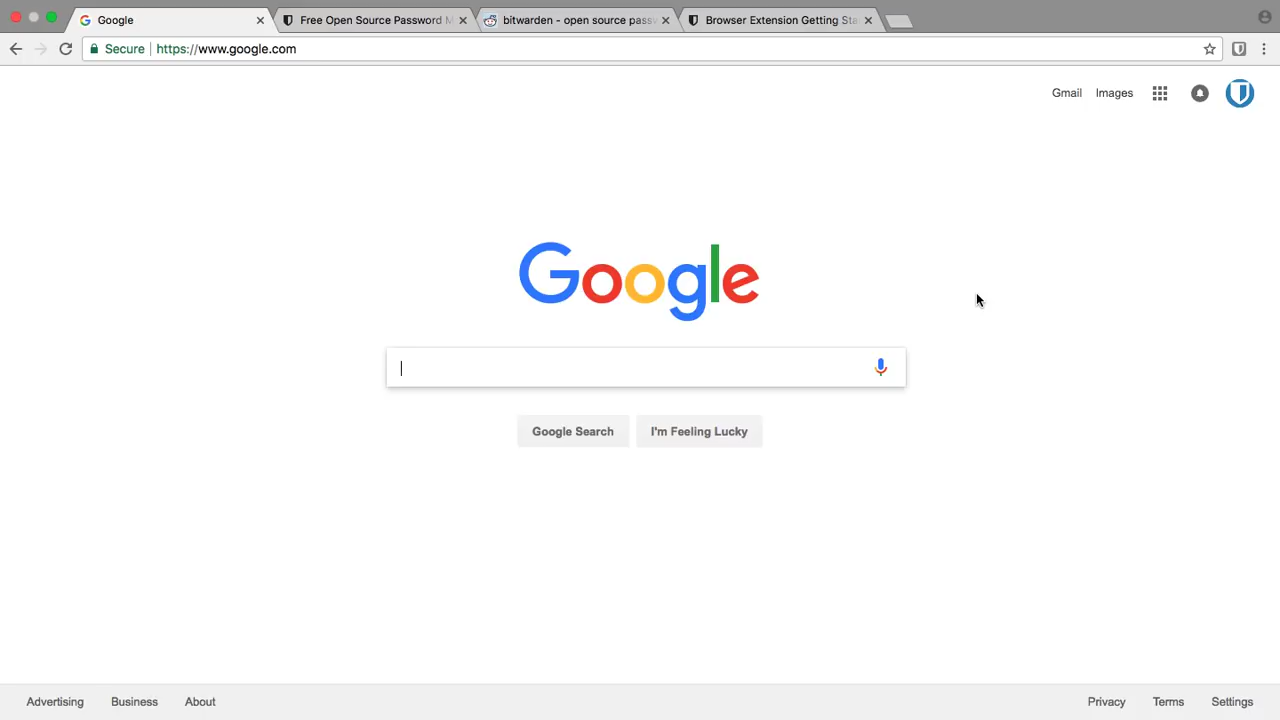 Google
Free Open Source Password M
bitwarden - open source passw
Browser Extension Getting Sta
Secure
https://www.google.com
Gmail
Images
Google
Google Search
I'm Feeling Lucky
Advertising
Business
About
Privacy
Terms
Settings